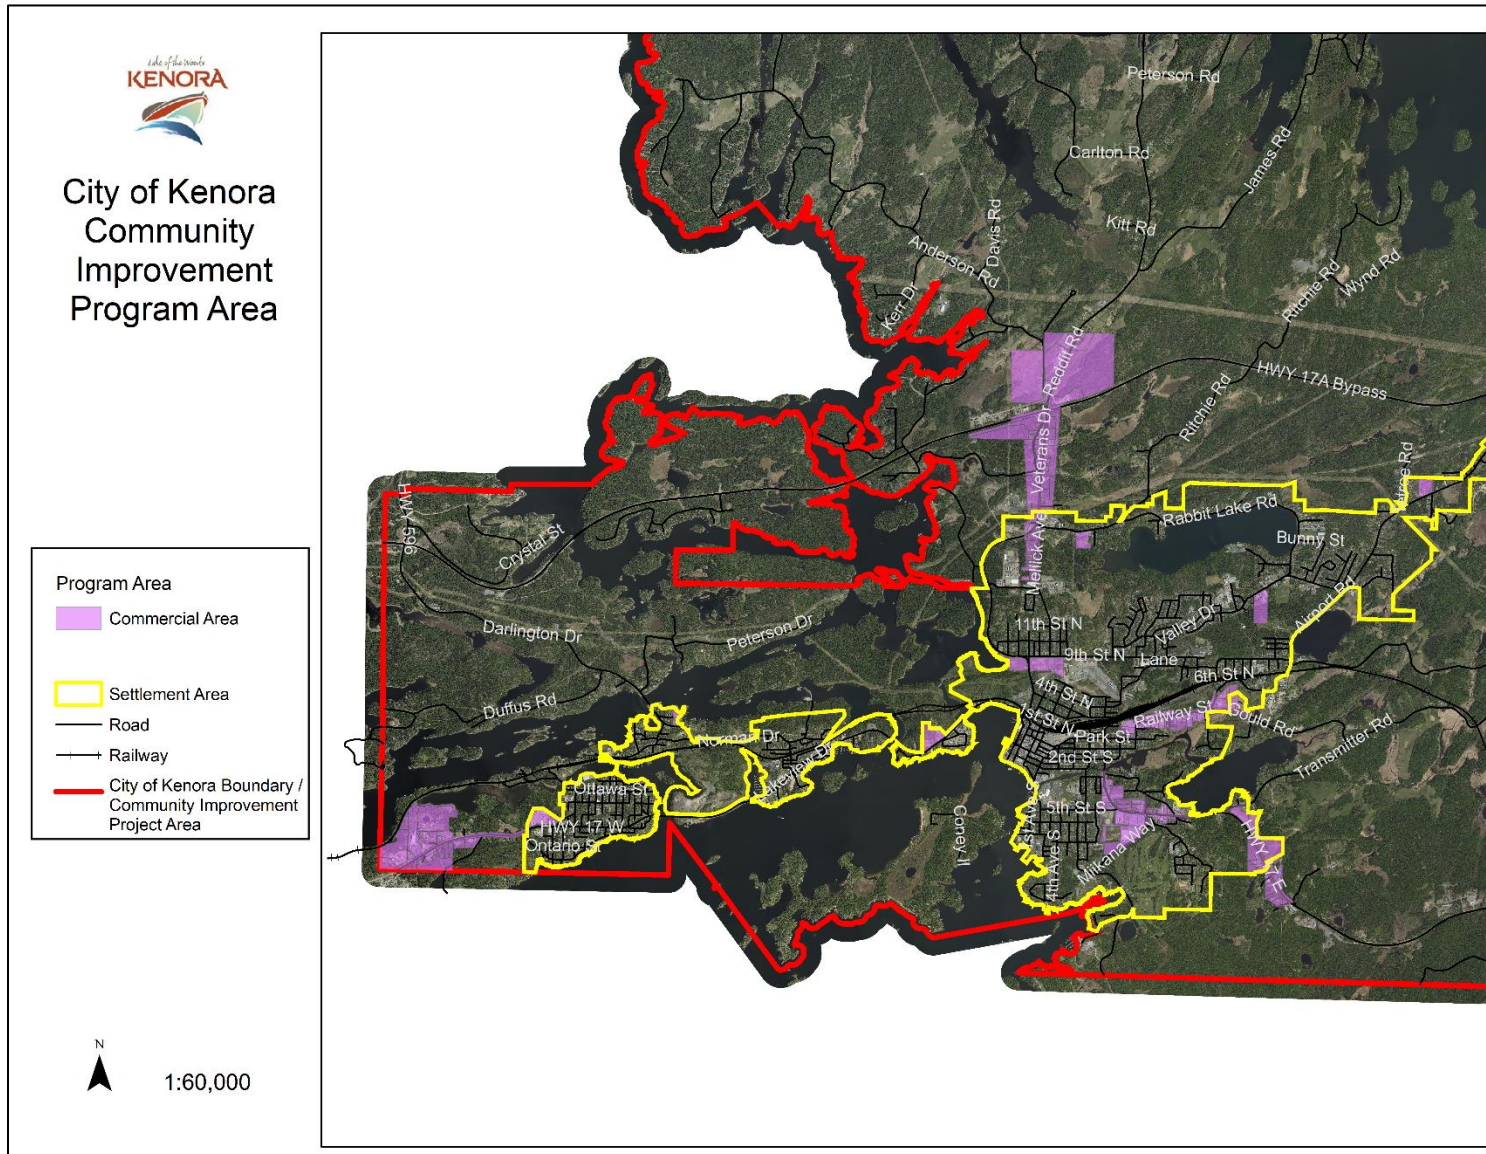 Lake of the Woods
KENORA
City of Kenora
Community
Improvement
Program Area
Program Area
Commercial Area
Settlement Area
Road
Railway
City of Kenora Boundary /
Community Improvement
Project Area
N
1:60,000
Peterson Rd
Carlton Rd
James Rd
Kitt Rd
Davis Rd
Anderson Rd
Kerr Dr
Ritchie Rd
Wynd Rd
Reddit Rd
HWY 17A Bypass
Ritchie Rd
Veterans Dr
HWY 596
Crystal St
Mellick Ave
Rabbit Lake Rd
Bunny St
Airport Rd
Darlington Dr
Peterson Dr
11th St N
Valley Dr
9th St N
Lane
6th St N
4th St N
Duffus Rd
1st St N
Railway St
Gould Rd
Norman Dr
Park St
2nd St S
Transmitter Rd
Lakeview Dr
Ottawa St
5th St S
1st Ave S
HWY 17 W
Ontario St
Coney Il
4th Ave S
Miikana Way
HWY 17 E